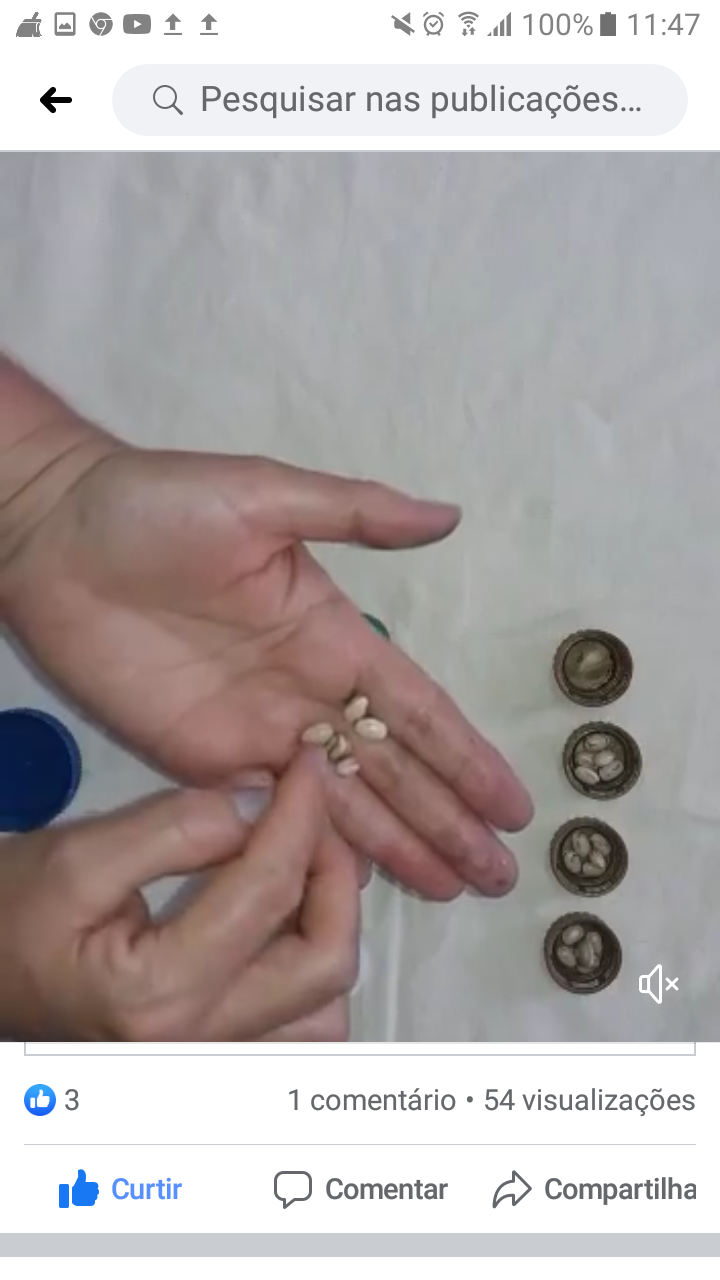 100% 11:47
Pesquisar nas publicações...
3 1 comentário • 54 visualizações
Curtir Comentar Compartilha